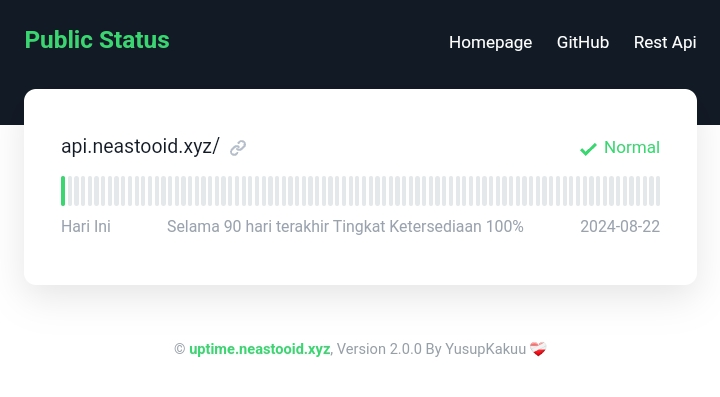 Public Status
Homepage GitHub Rest Api
api.neastooid.xyz/ Normal
Hari Ini Selama 90 hari terakhir Tingkat Ketersediaan 100% 2024-08-22
© uptime.neastooid.xyz, Version 2.0.0 By YusupKakuu ❤️‍🩹